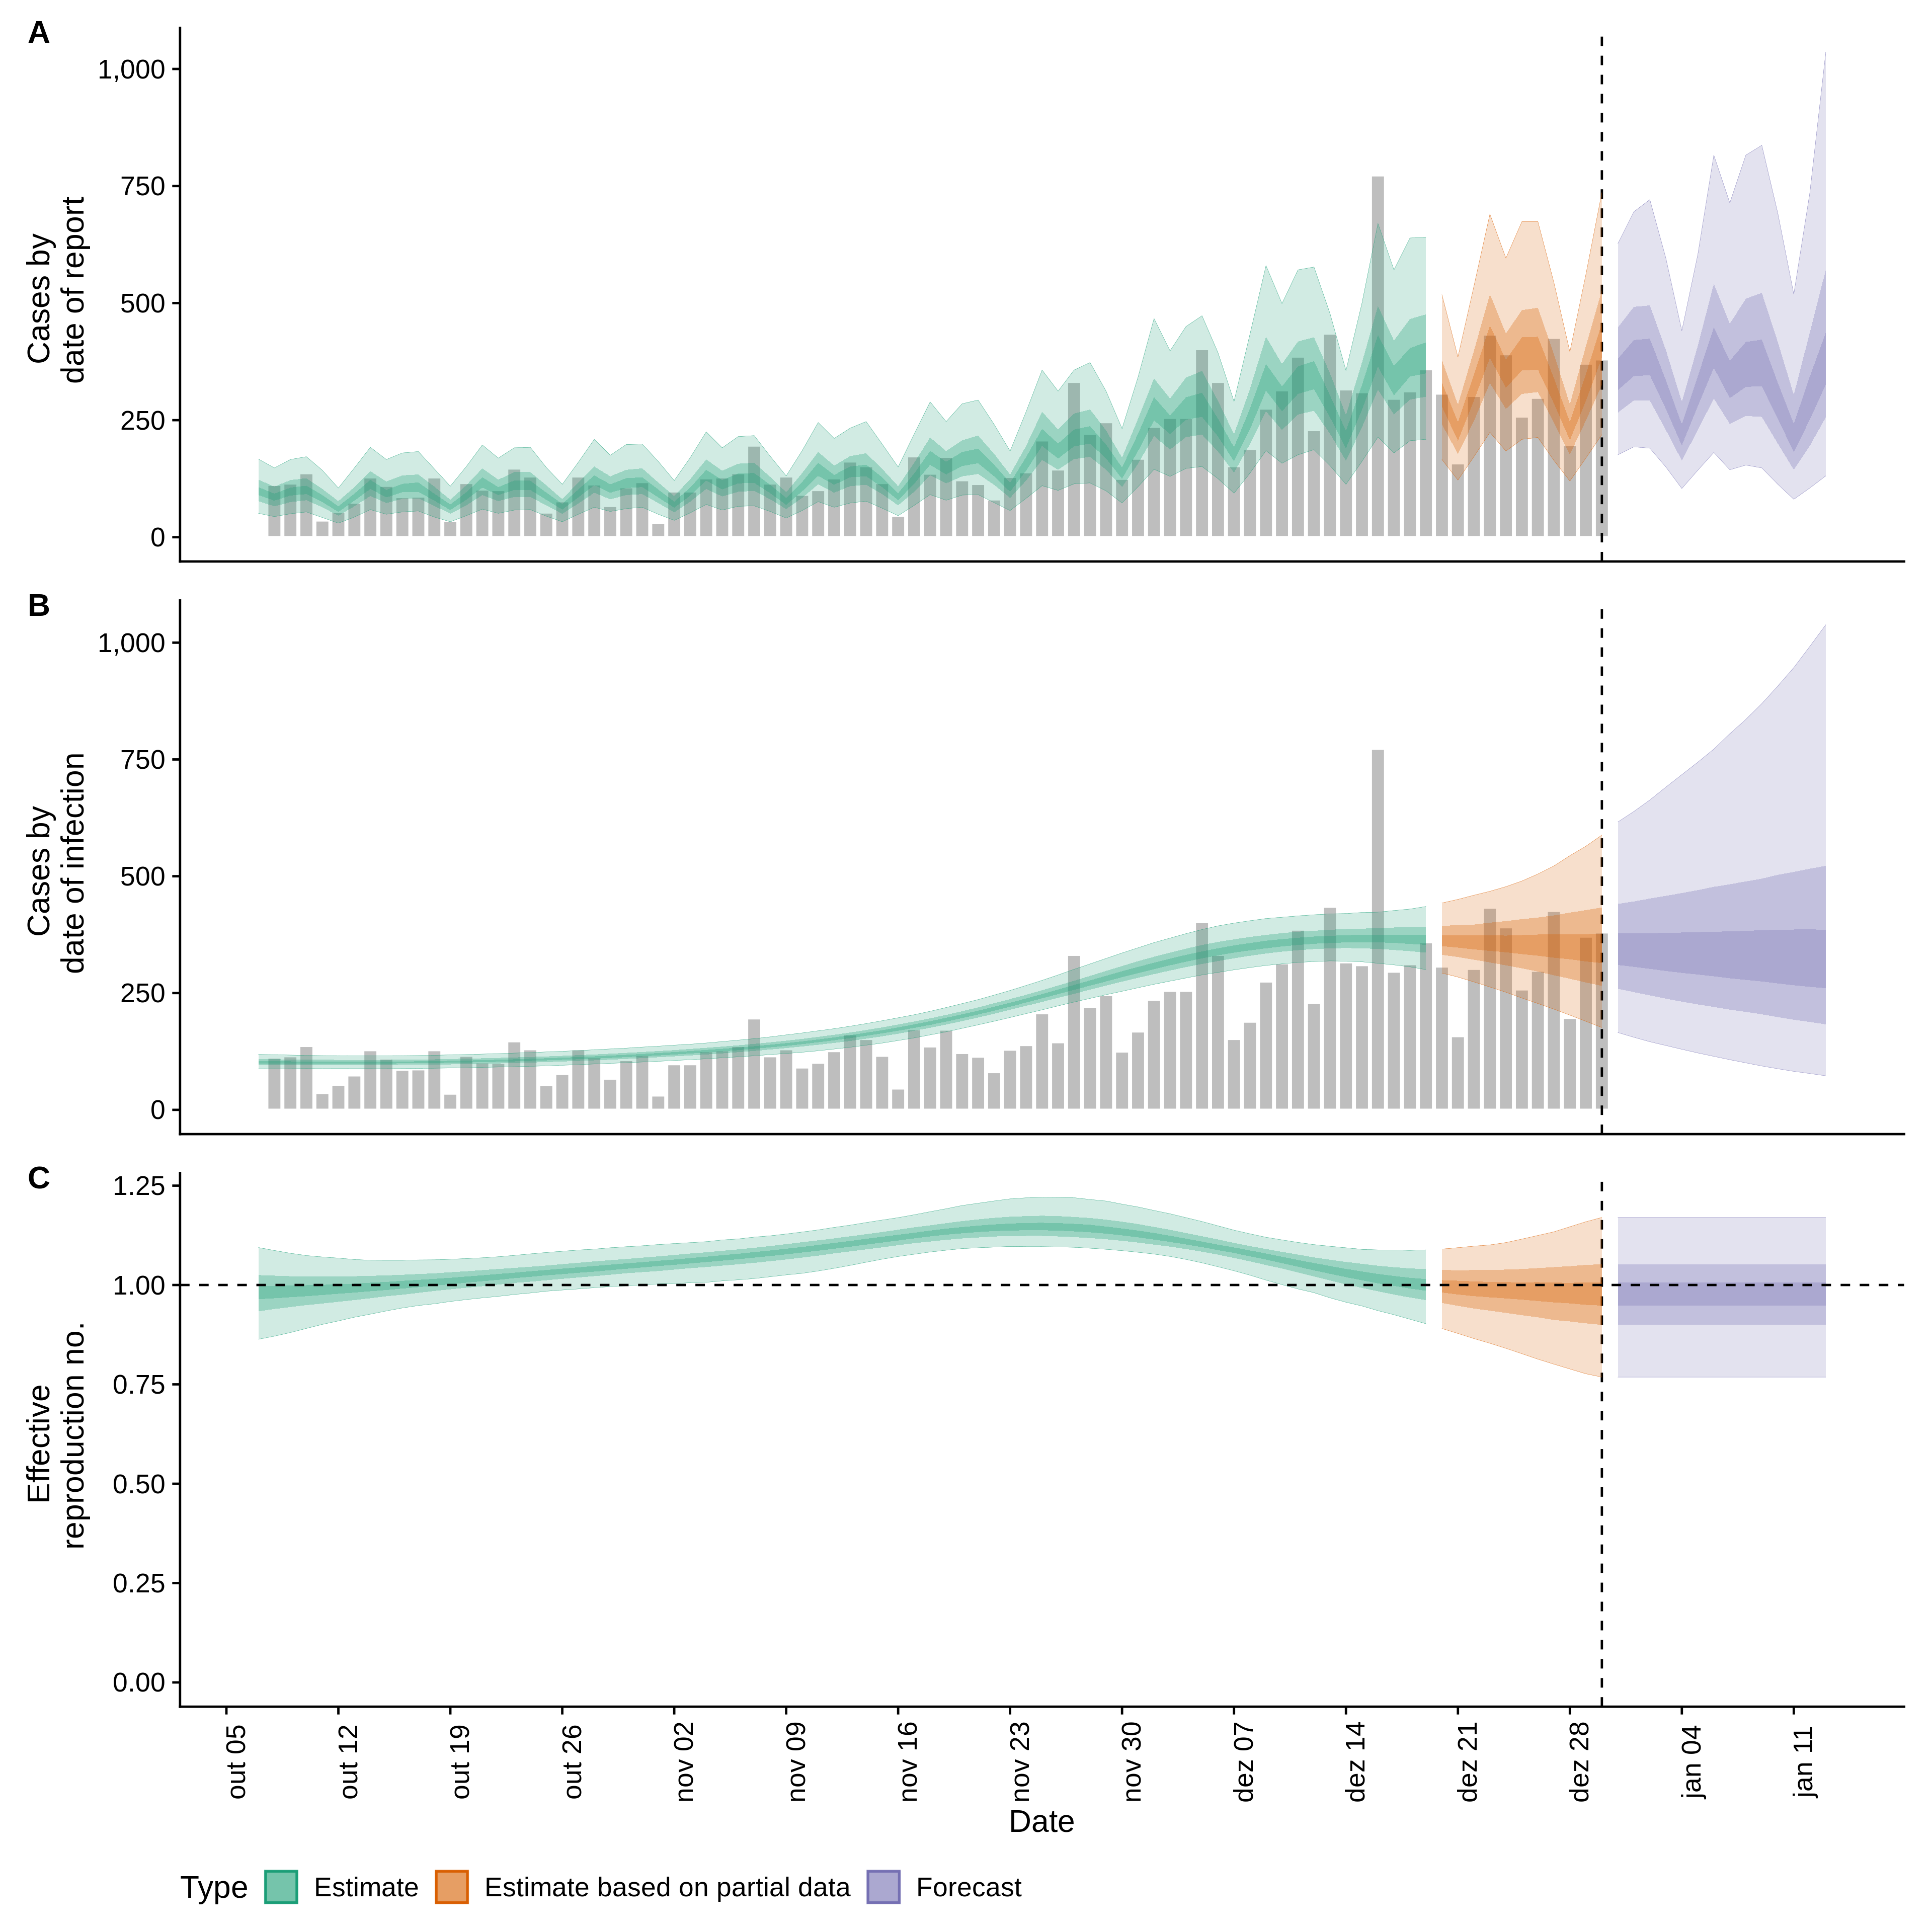 A
1,000
750
500
250
0
Cases by
date of report
B
1,000
750
500
250
0
Cases by
date of infection
C
1.25
1.00
0.75
0.50
0.25
0.00
Effective
reproduction no.
out 05
out 12
out 19
out 26
nov 02
nov 09
nov 16
nov 23
nov 30
dez 07
dez 14
dez 21
dez 28
jan 04
jan 11
Date
Type Estimate Estimate based on partial data Forecast